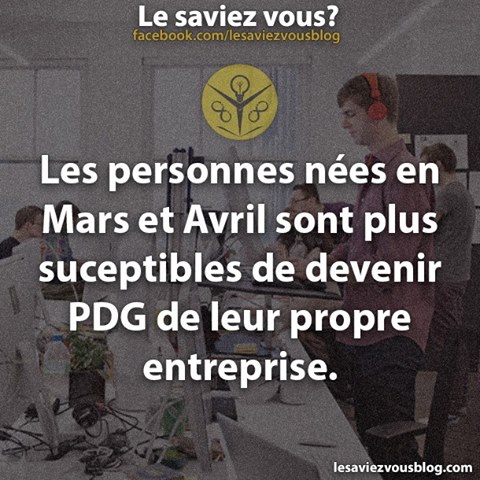 Le saviez vous?
facebook.com/lesaviezvousblog
Les personnes nées en
Mars et Avril sont plus
suceptibles de devenir
PDG de leur propre
entreprise.
lesaviezvousblog.com